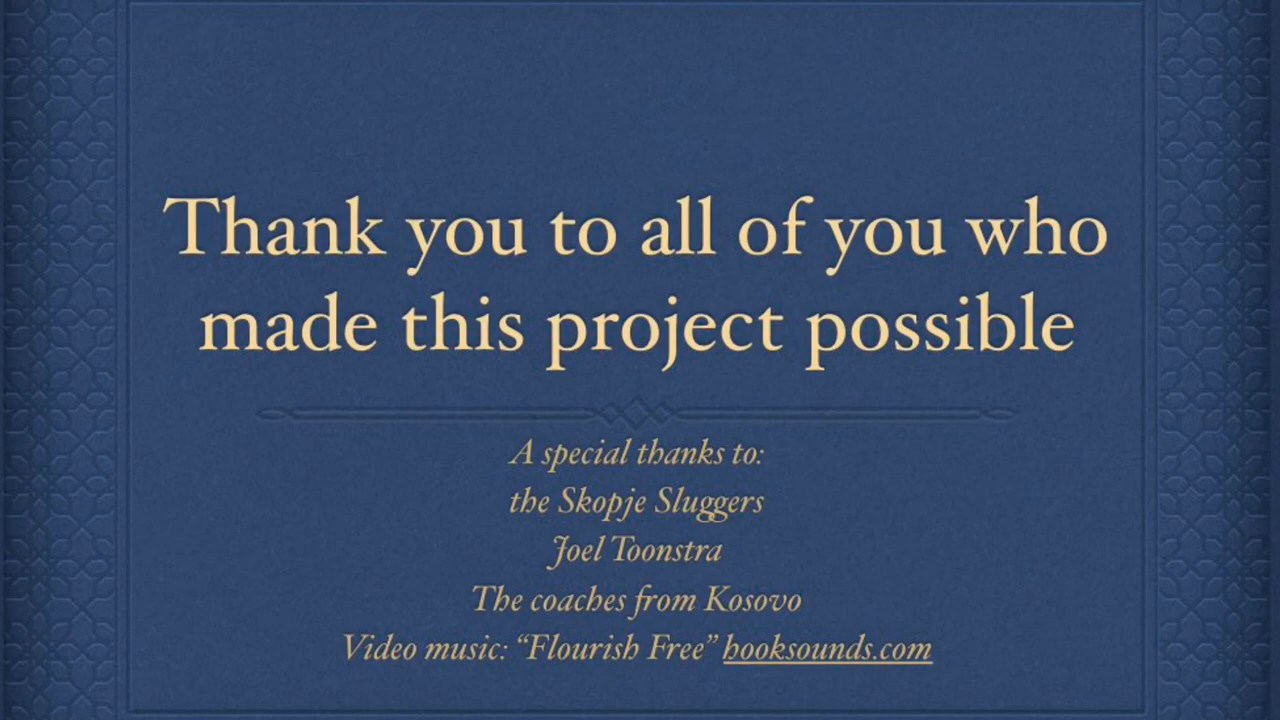 Thank you to all of you who
made this project possible
A special thanks to:
the Skopje Sluggers
Joel Toonstra
The coaches from Kosovo
Video music: “Flourish Free” hooksounds.com